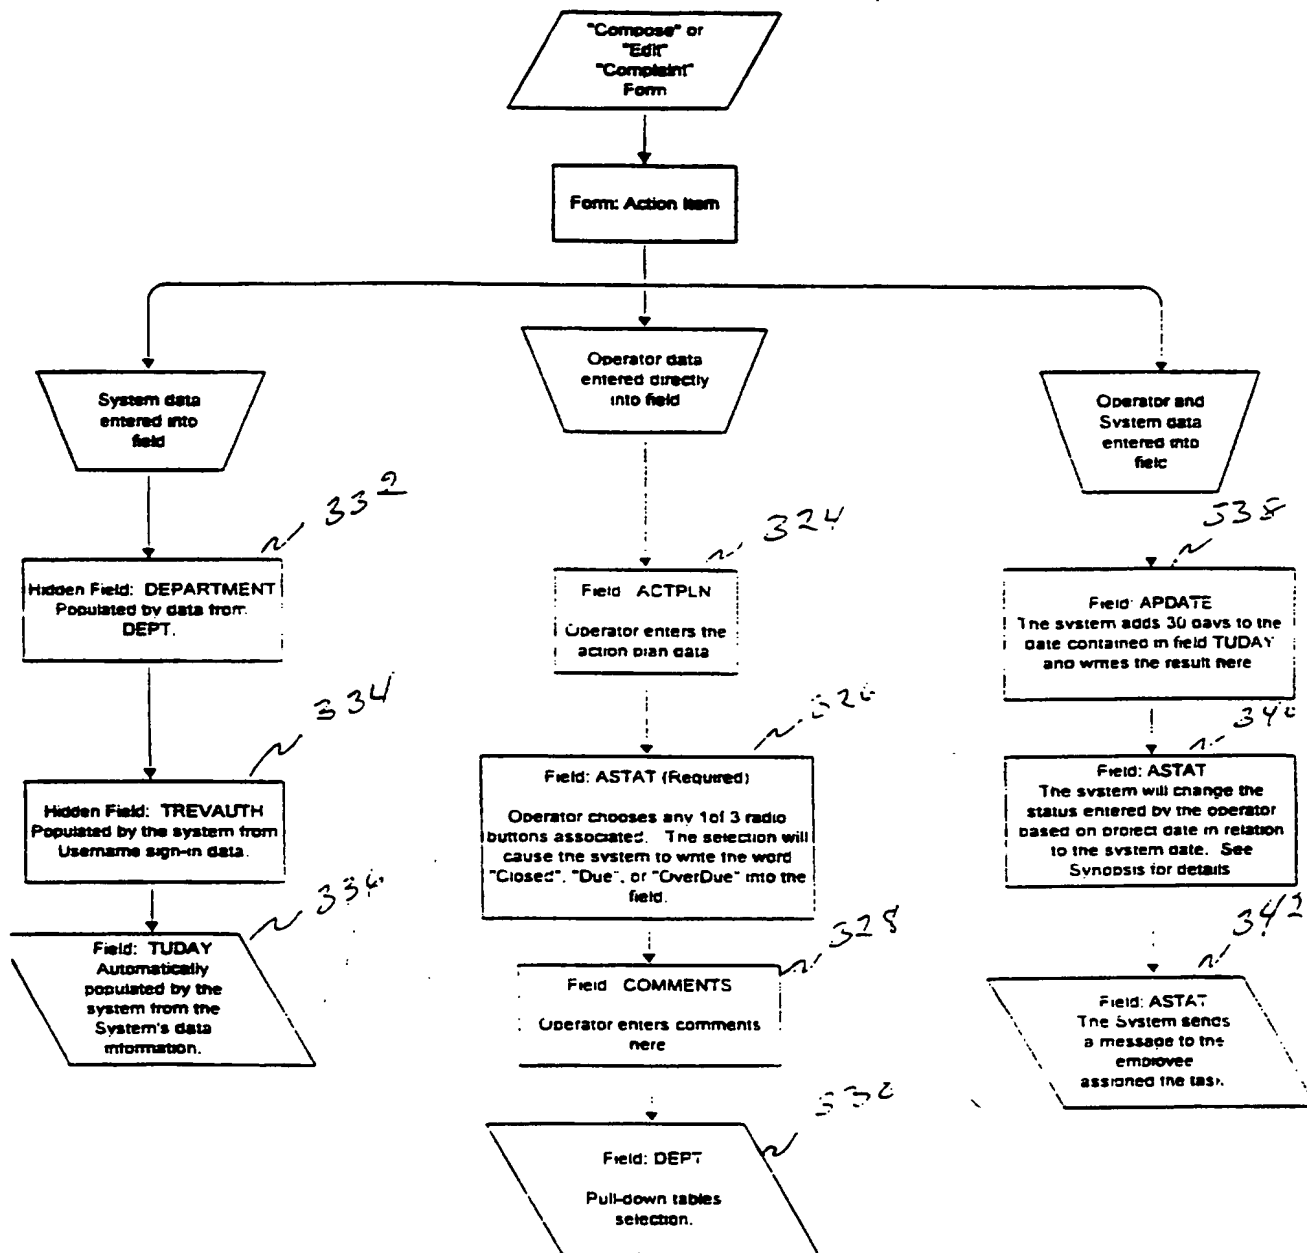 "Compose" or
"Edit"
"Complaint"
Form
Form: Action Item
System data
entered into
field
Operator data
entered directly
into field
Operator and
System data
entered into
field
332
Hidden Field: DEPARTMENT
Populated by data from
DEPT.
334
Hidden Field: TREVAUTH
Populated by the system from
Username sign-in data.
336
Field: TUDAY
Automatically
populated by the
system from the
System's data
information.
324
Field ACTPLN
Operator enters the
action plan data
326
Field: ASTAT (Required)
Operator chooses any 1of 3 radio
buttons associated. The selection will
cause the system to write the word
"Closed", "Due", or "OverDue" into the
field.
328
Field COMMENTS
Operator enters comments
here
330
Field: DEPT
Pull-down tables
selection.
338
Field: APDATE
The system adds 30 days to the
date contained in field TUDAY
and writes the result here
340
Field: ASTAT
The system will change the
status entered by the operator
based on project date in relation
to the system date. See
Synopsis for details
342
Field: ASTAT
The System sends
a message to the
employee
assigned the task.